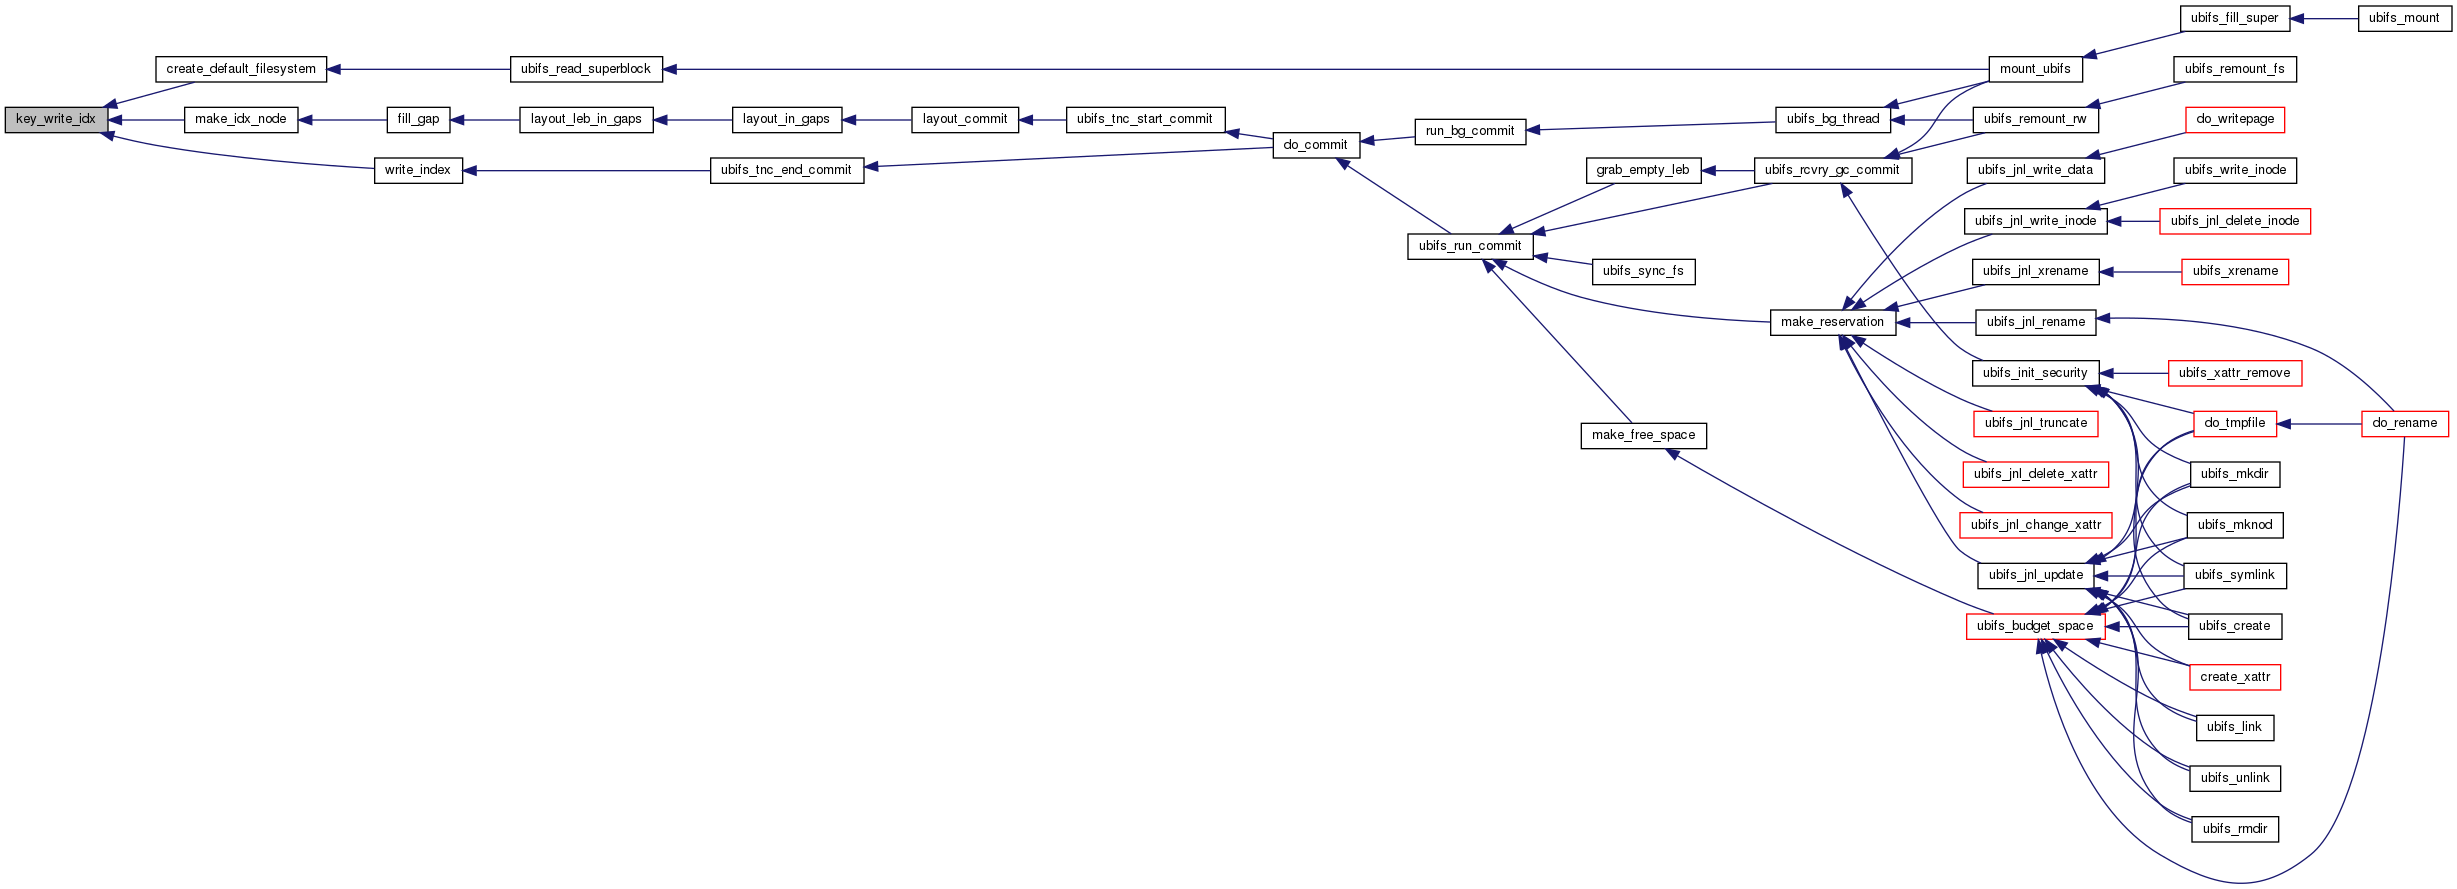 ubifs_fill_super
ubifs_mount
create_default_filesystem
ubifs_read_superblock
mount_ubifs
ubifs_remount_fs
key_write_idx
make_idx_node
fill_gap
layout_leb_in_gaps
layout_in_gaps
layout_commit
ubifs_tnc_start_commit
run_bg_commit
ubifs_bg_thread
ubifs_remount_rw
do_writepage
do_commit
write_index
ubifs_tnc_end_commit
grab_empty_leb
ubifs_rcvry_gc_commit
ubifs_jnl_write_data
ubifs_write_inode
ubifs_jnl_write_inode
ubifs_jnl_delete_inode
ubifs_run_commit
ubifs_sync_fs
ubifs_jnl_xrename
ubifs_xrename
make_reservation
ubifs_jnl_rename
ubifs_init_security
ubifs_xattr_remove
ubifs_jnl_truncate
do_tmpfile
do_rename
make_free_space
ubifs_jnl_delete_xattr
ubifs_mkdir
ubifs_jnl_change_xattr
ubifs_mknod
ubifs_jnl_update
ubifs_symlink
ubifs_budget_space
ubifs_create
create_xattr
ubifs_link
ubifs_unlink
ubifs_rmdir